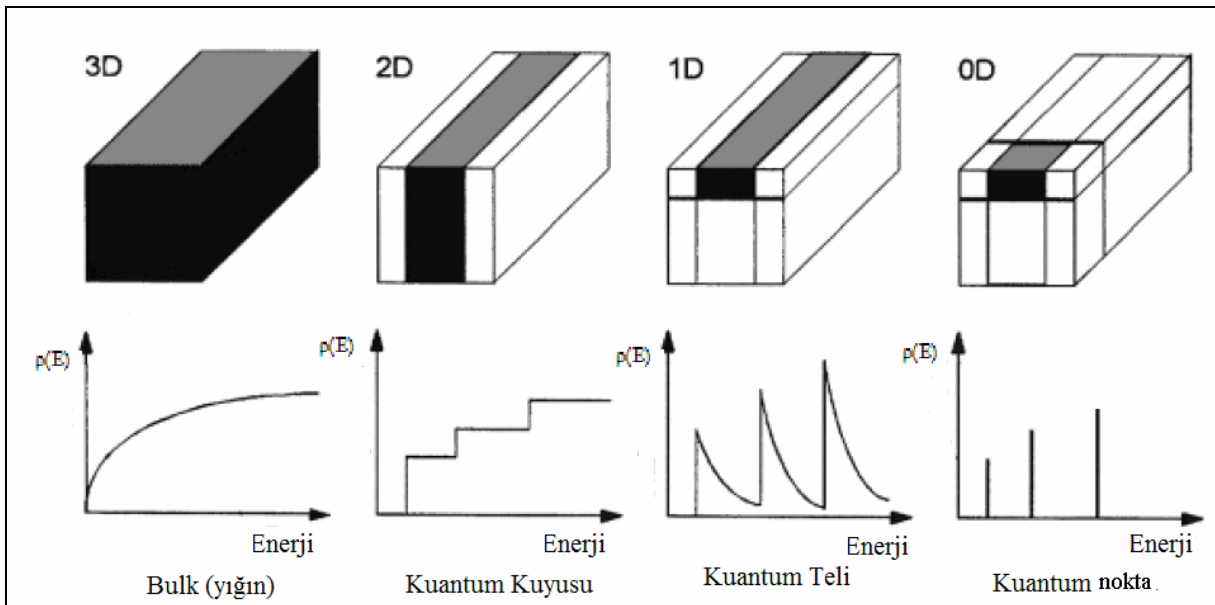 3D
2D
1D
0D
ρ(E)
ρ(E)
ρ(E)
ρ(E)
Enerji
Enerji
Enerji
Enerji
Bulk (yığın)
Kuantum Kuyusu
Kuantum Teli
Kuantum nokta.